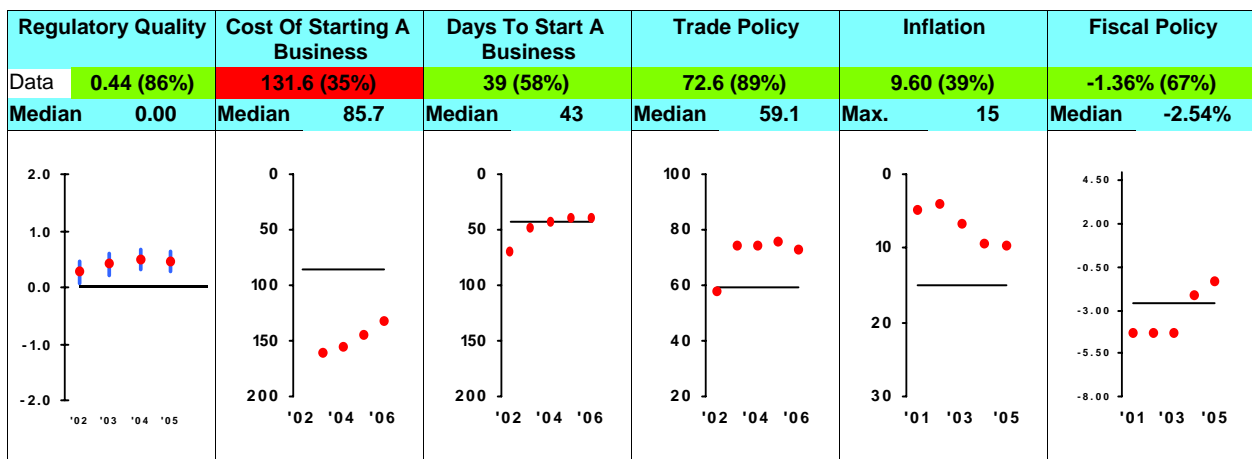 Regulatory Quality
Cost Of Starting A
Business
Days To Start A
Business
Trade Policy
Inflation
Fiscal Policy
Data 0.44 (86%) 131.6 (35%) 39 (58%) 72.6 (89%) 9.60 (39%) -1.36% (67%)
Median 0.00 Median 85.7 Median 43 Median 59.1 Max. 15 Median -2.54%
2.0
1.0
0.0
-1.0
-2.0
'02 '03 '04 '05
0
50
100
150
200
'02 '04 '06
0
50
100
150
200
'02 '04 '06
100
80
60
40
20
'02 '04 '06
0
10
20
30
'01 '03 '05
4.50
2.00
-0.50
-3.00
-5.50
-8.00
'01 '03 '05